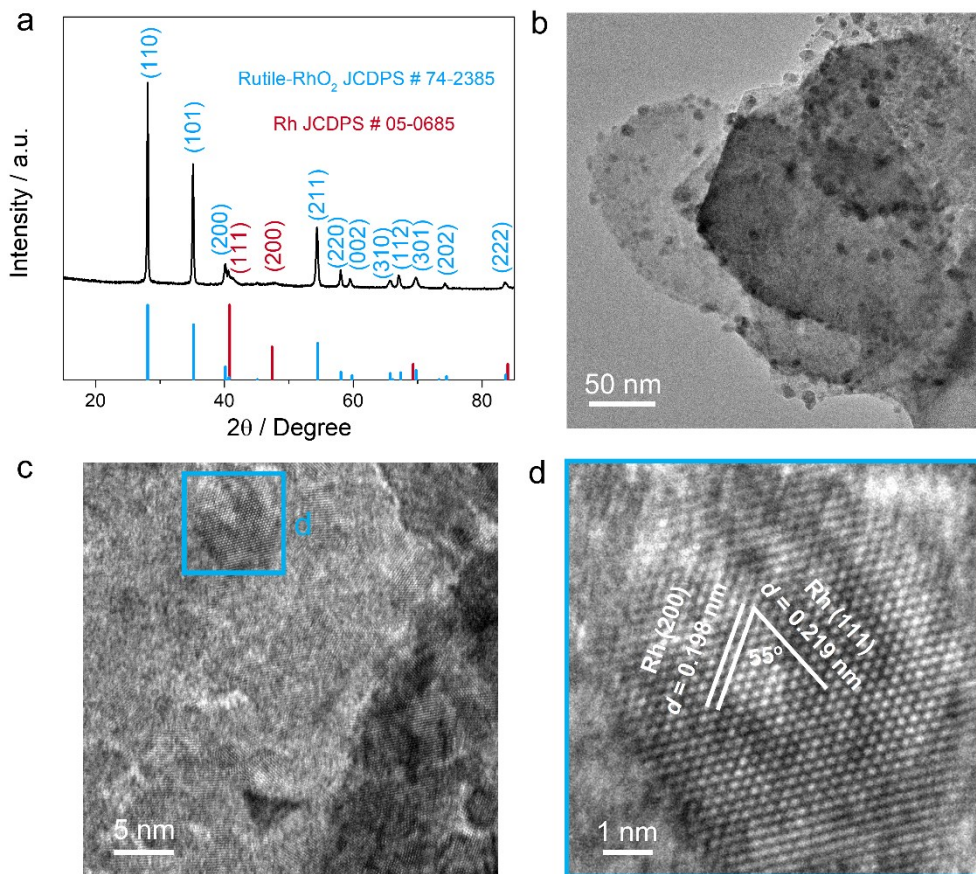 a
(110)
(101)
(200)
(111)
(200)
(211)
(220)
(002)
(310)
(112)
(301)
(202)
(222)
Rutile-RhO₂ JCDPS # 74-2385
Rh JCDPS # 05-0685
Intensity / a.u.
20
40
60
80
2θ / Degree
b
50 nm
c
d
5 nm
d
Rh (200)
d = 0.198 nm
Rh (111)
d = 0.219 nm
55°
1 nm